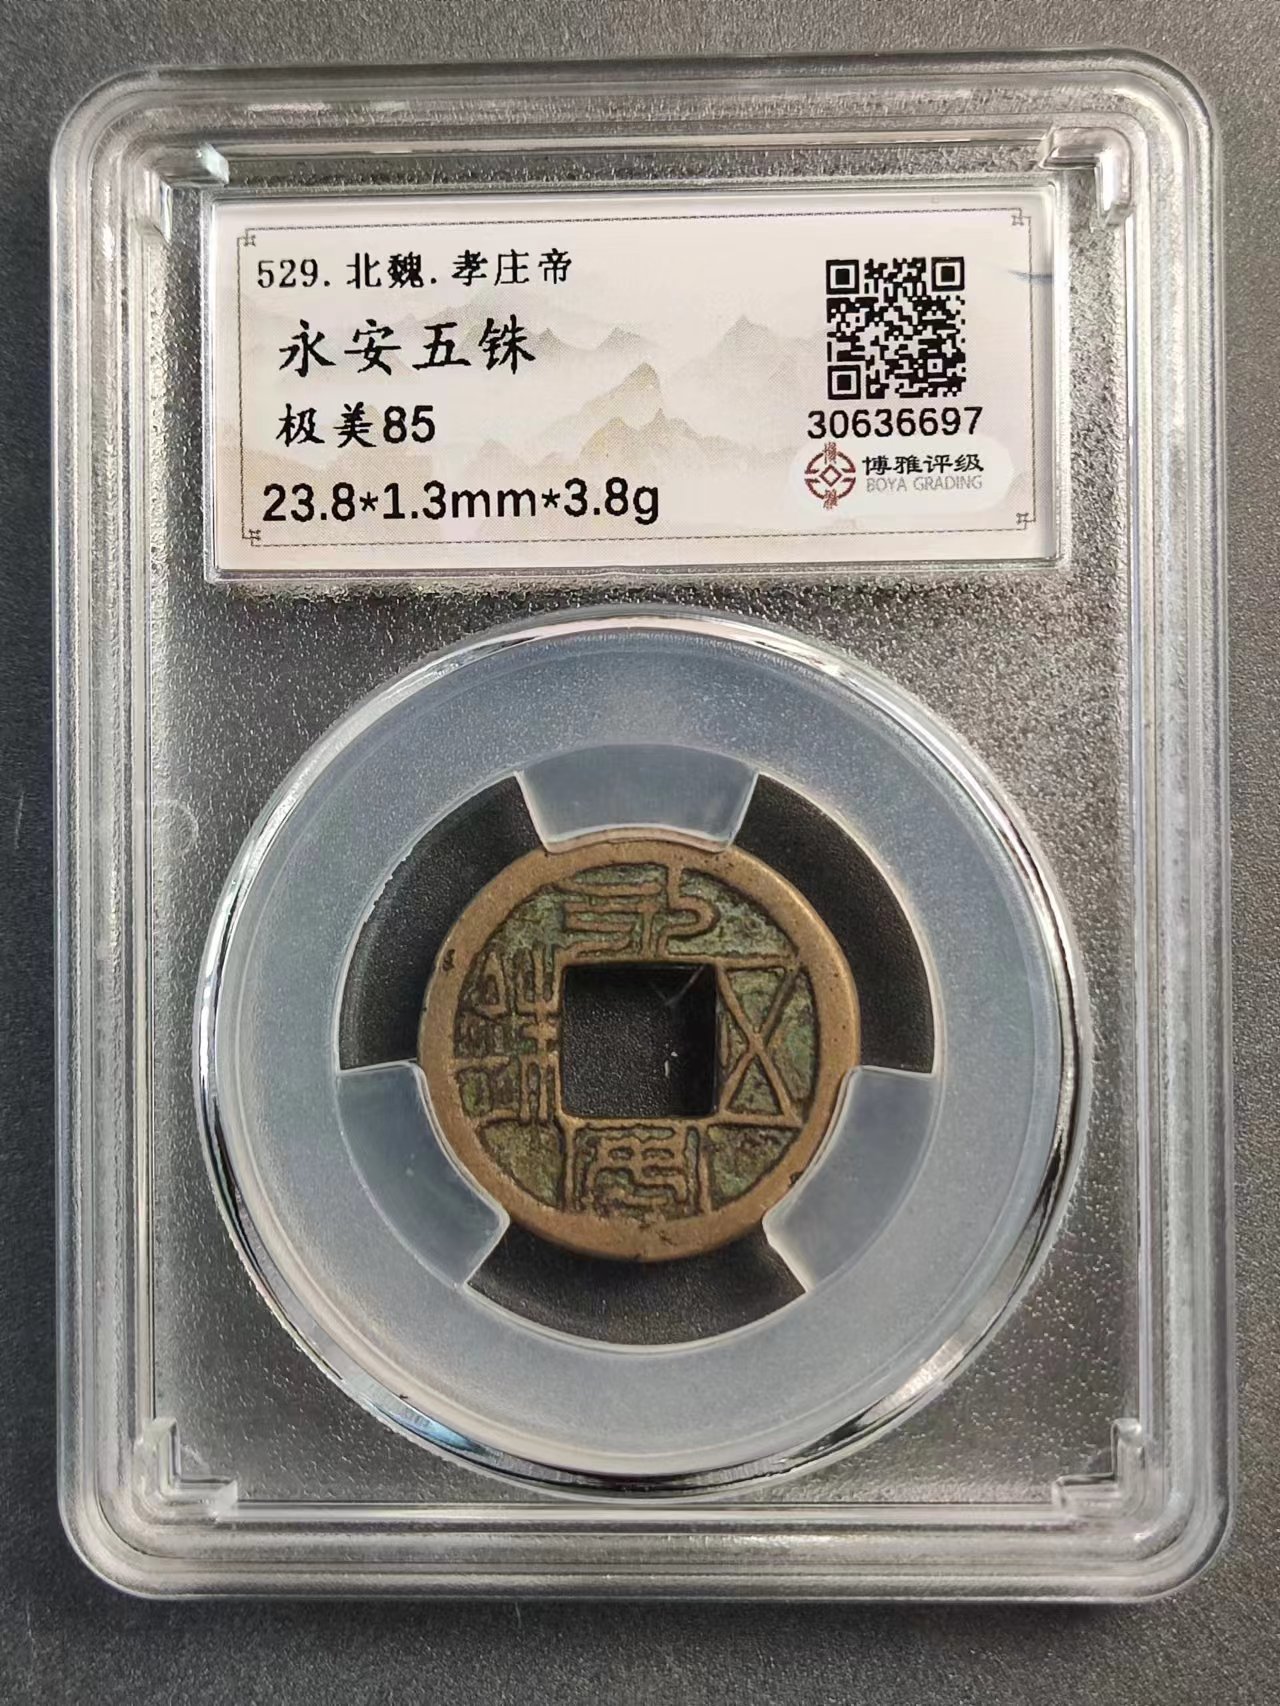 529.北魏.孝庄帝
永安五铢
极美85
23.8*1.3mm*3.8g
30636697
博雅评级
BOYA GRADING
永安五銖